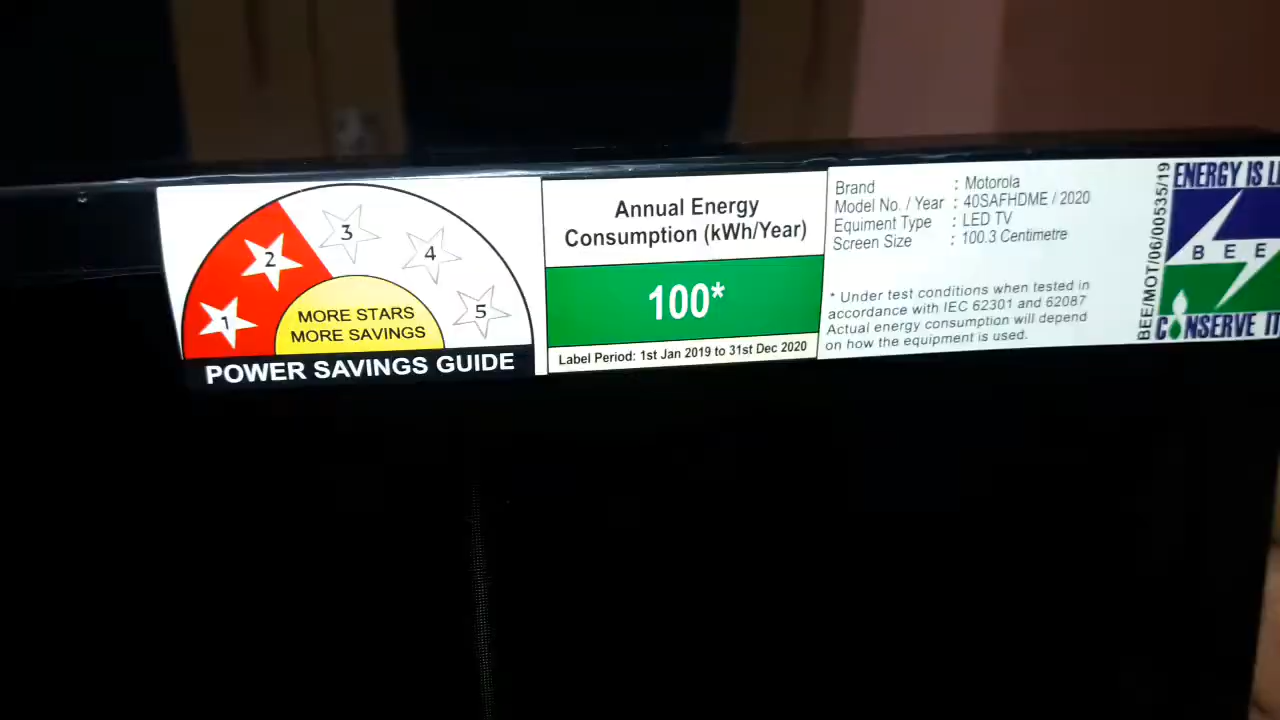 1
2
3
4
5
MORE STARS
MORE SAVINGS
POWER SAVINGS GUIDE
Annual Energy
Consumption (kWh/Year)
100*
Label Period: 1st Jan 2019 to 31st Dec 2020
Brand : Motorola
Model No. / Year : 40SAFHDME / 2020
Equiment Type : LED TV
Screen Size : 100.3 Centimetre
* Under test conditions when tested in
accordance with IEC 62301 and 62087
Actual energy consumption will depend
on how the equipment is used.
BEE/MOT/06/00535/19
ENERGY IS
BEE
CONSERVE